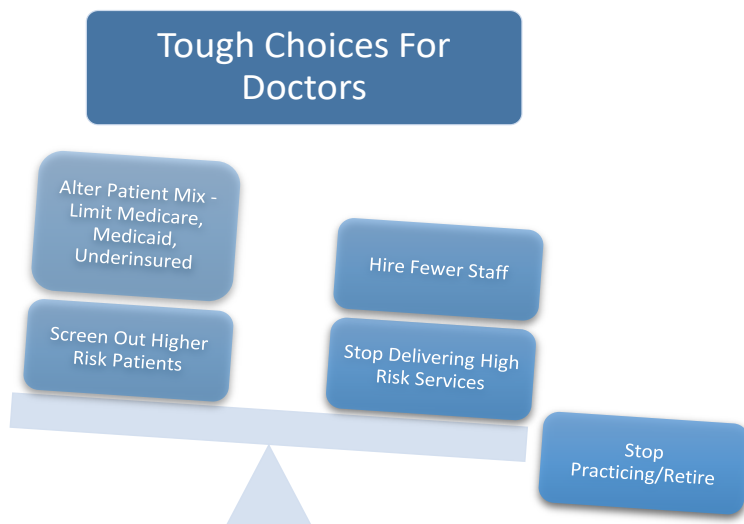 Tough Choices For
Doctors
Alter Patient Mix -
Limit Medicare,
Medicaid,
Underinsured
Screen Out Higher
Risk Patients
Hire Fewer Staff
Stop Delivering High
Risk Services
Stop
Practicing/Retire